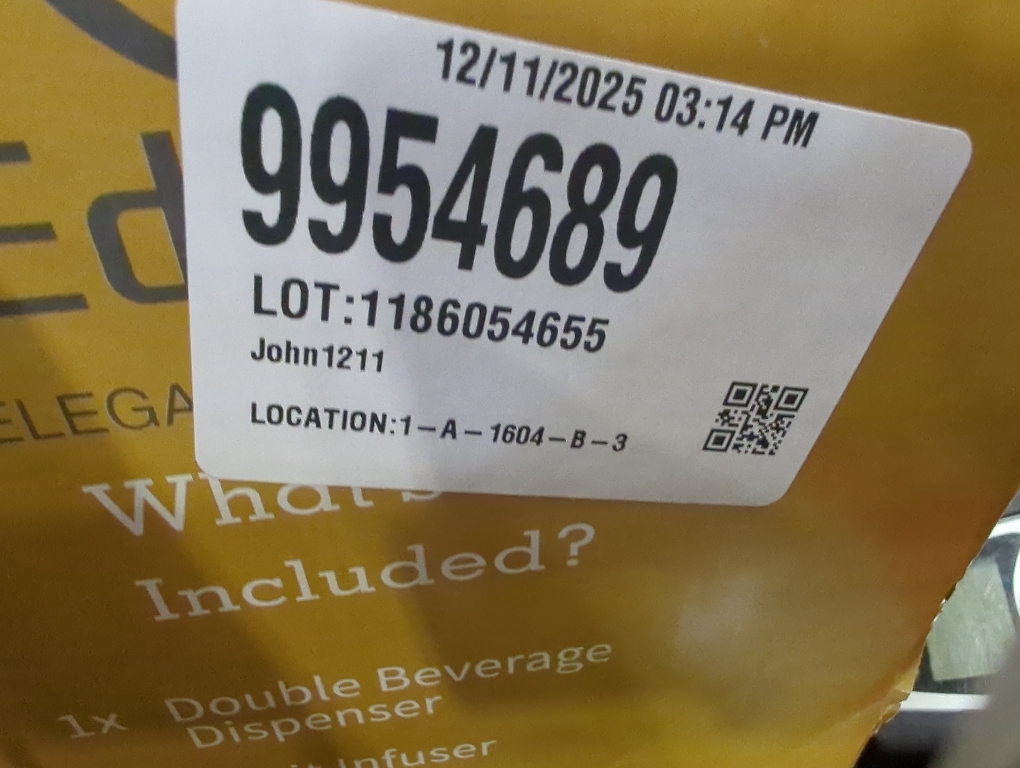 12/11/2025 03:14 PM
9954689
LOT:1186054655
John1211
LOCATION:1-A-1604-B-3
Ed
ELEGA
What's
Included?
1x Double Beverage
Dispenser
Infuser